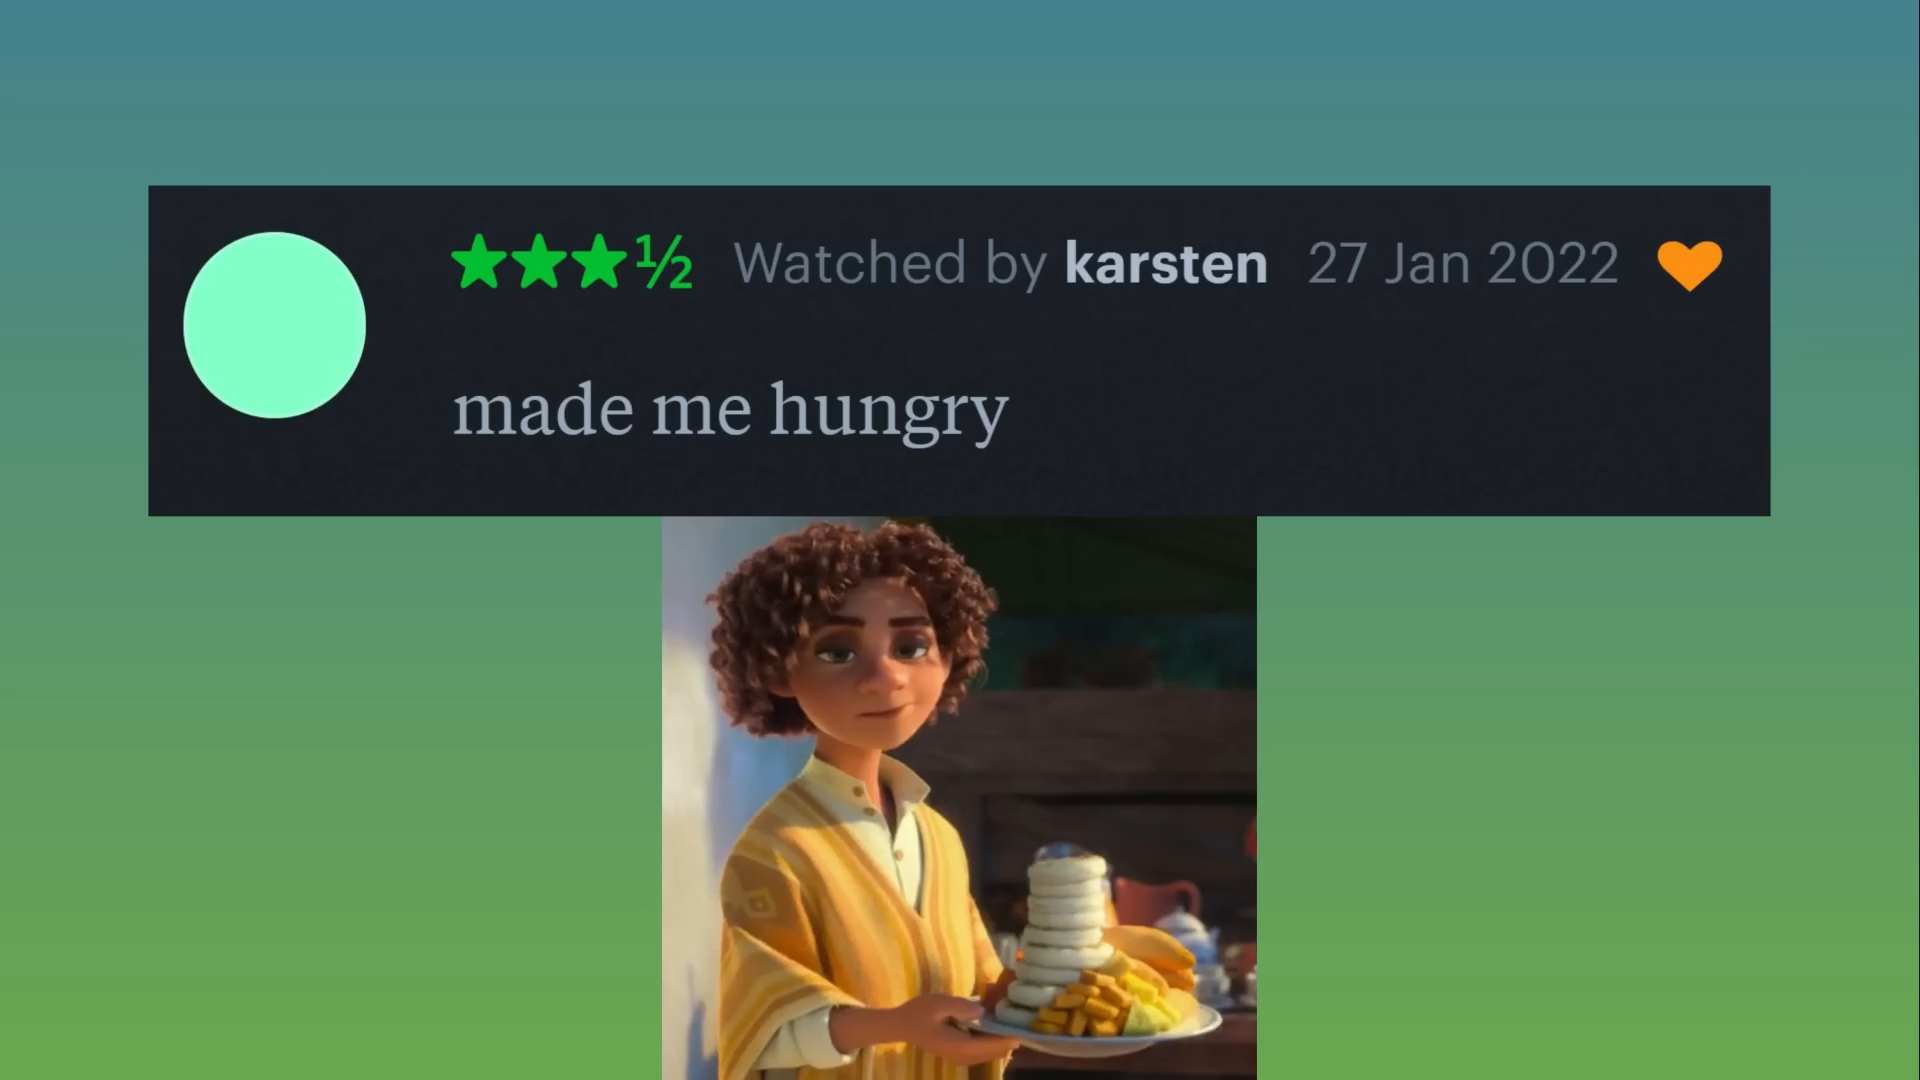 ★★★½ Watched by karsten 27 Jan 2022
made me hungry